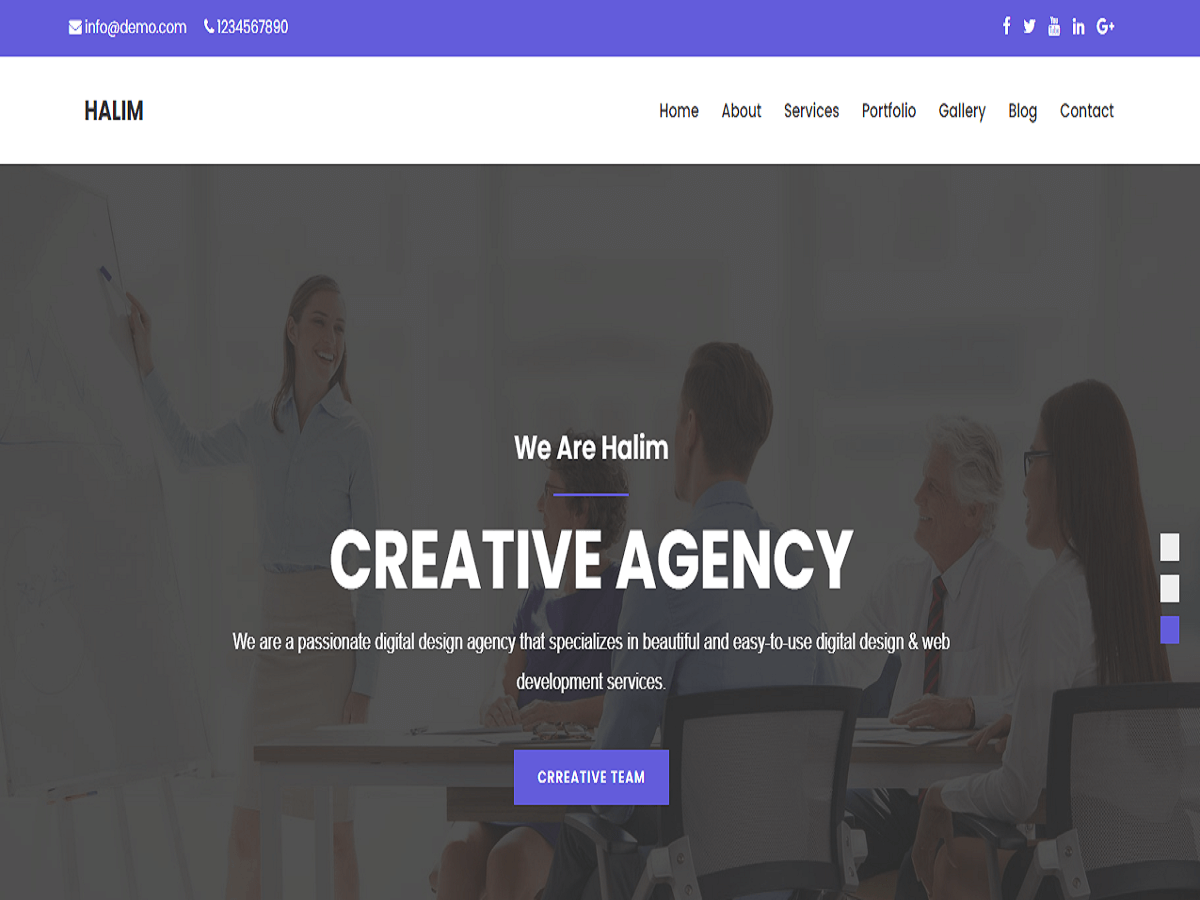 info@demo.com 1234567890
HALIM
Home About Services Portfolio Gallery Blog Contact
We Are Halim
CREATIVE AGENCY
We are a passionate digital design agency that specializes in beautiful and easy-to-use digital design & web
development services.
CRREATIVE TEAM